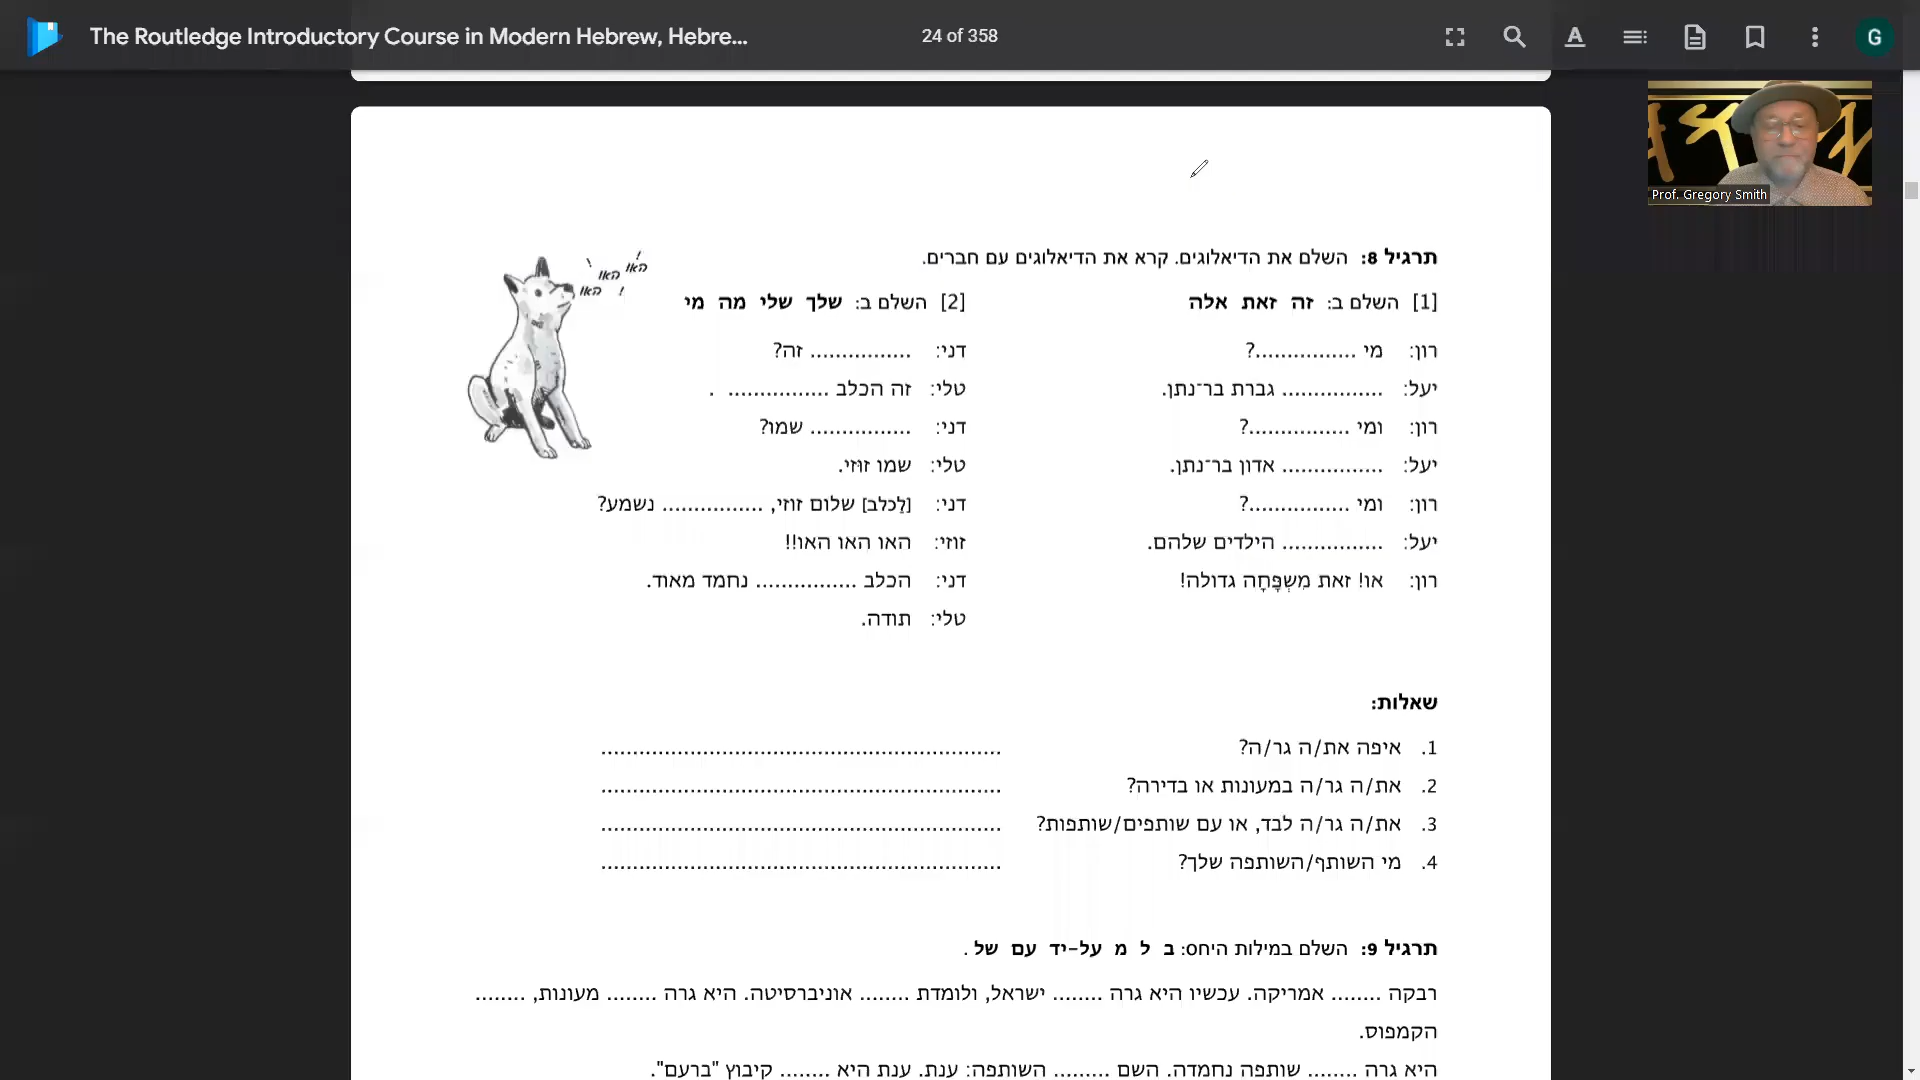 The Routledge Introductory Course in Modern Hebrew, Hebre...
24 of 358
G
Prof. Gregory Smith
תרגיל 8: השלם את הדיאלוגים. קרא את הדיאלוגים עם חברים.
[1] השלם ב: זה זאת אלה
רון: מי ................?
יעל: ................ גברת בר־נתן.
רון: ומי ................?
יעל: ................ אדון בר־נתן.
רון: ומי ................?
יעל: ................ הילדים שלהם.
רון: או! זאת מִשְפָּחָה גדולה!
[2] השלם ב: שלך שלי מה מי
דני: ................ זה?
טלי: זה הכלב ................ .
דני: ................ שמו?
טלי: שמו זוּזי.
דני: [לַכלב] שלום זוזי, ................ נשמע?
זוזי: האו האו האו!!
דני: הכלב ................ נחמד מאוד.
טלי: תודה.
האו האו!
האו!
שאלות:
1. איפה את/ה גר/ה? ................................................................
2. את/ה גר/ה במעונות או בדירה? ................................................................
3. את/ה גר/ה לבד, או עם שותפים/שותפות? ................................................................
4. מי השותף/השותפה שלך? ................................................................
תרגיל 9: השלם במילות היחס: ב ל מ על-יד עם של .
רבקה ........ אמריקה. עכשיו היא גרה ........ ישראל, ולומדת ........ אוניברסיטה. היא גרה ........ מעונות, ........
הקמפוס.
היא גרה ........ שותפה נחמדה. השם ......... השותפה: ענת. ענת היא ........ קיבוץ "ברעם".